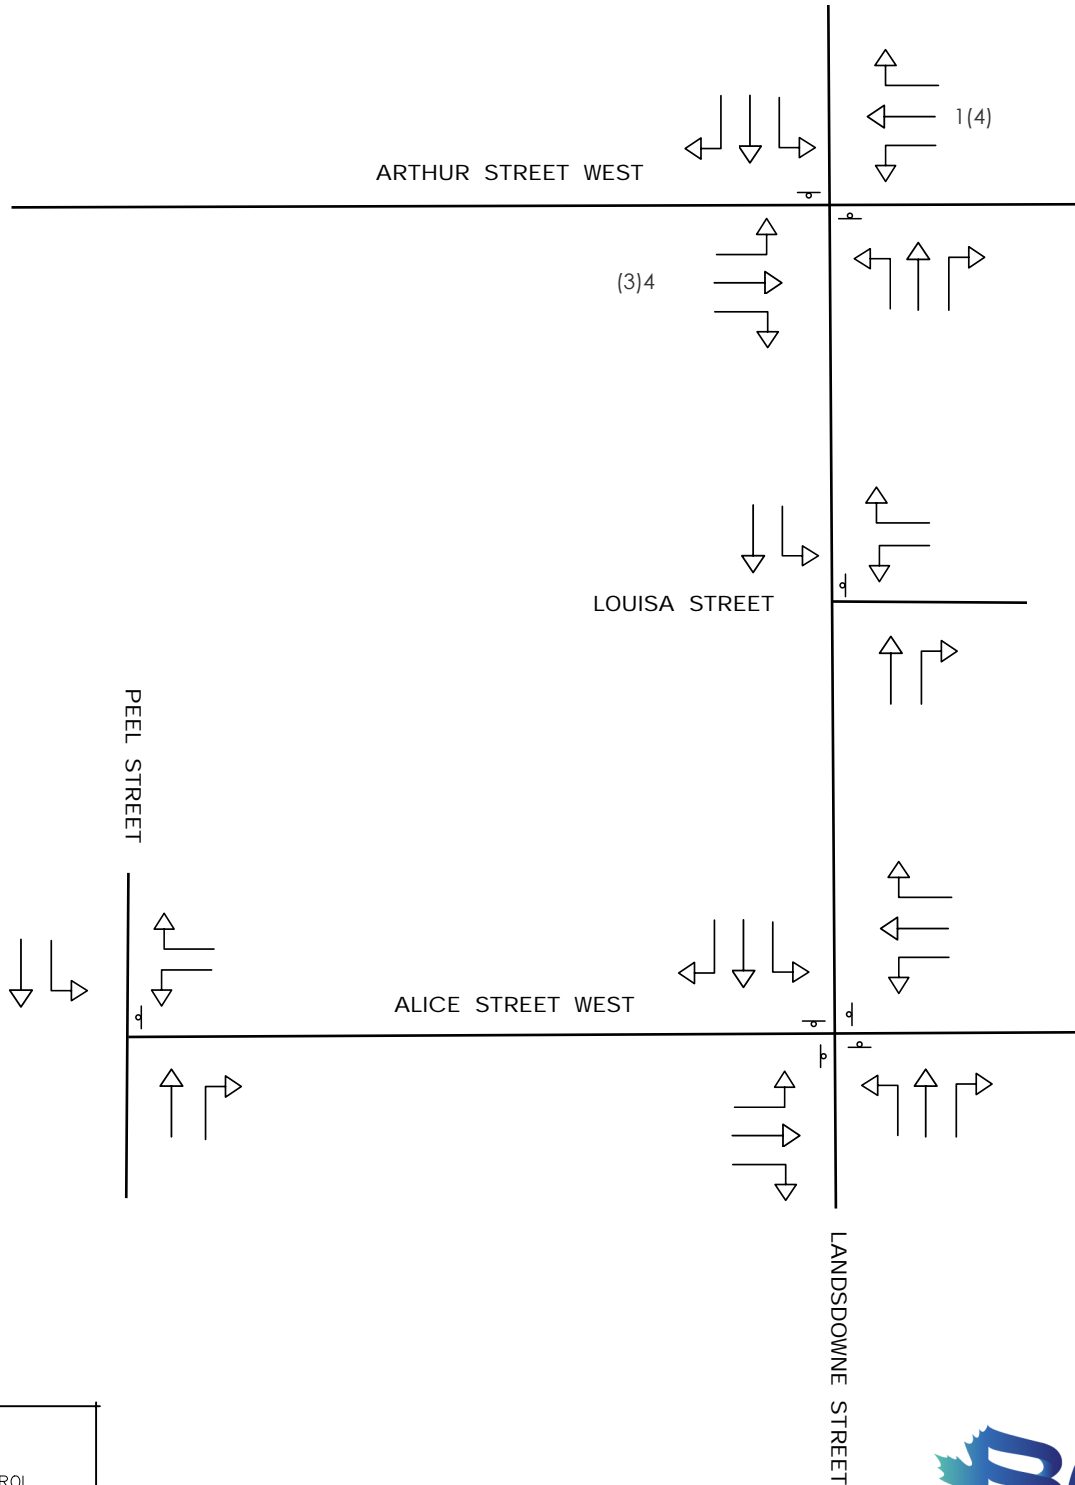 1(4)
ARTHUR STREET WEST
(3)4
LOUISA STREET
PEEL STREET
ALICE STREET WEST
LANDSDOWNE STREET